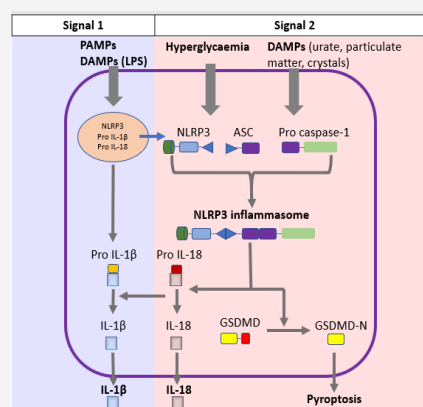 Signal 1
Signal 2
PAMPs
DAMPs (LPS)
Hyperglycaemia
DAMPs (urate, particulate
matter, crystals)
NLRP3
Pro IL-1β
Pro IL-18
NLRP3
ASC
Pro caspase-1
NLRP3 inflammasome
Pro IL-1β
Pro IL-18
IL-1β
IL-18
GSDMD
GSDMD-N
IL-1β
IL-18
Pyroptosis